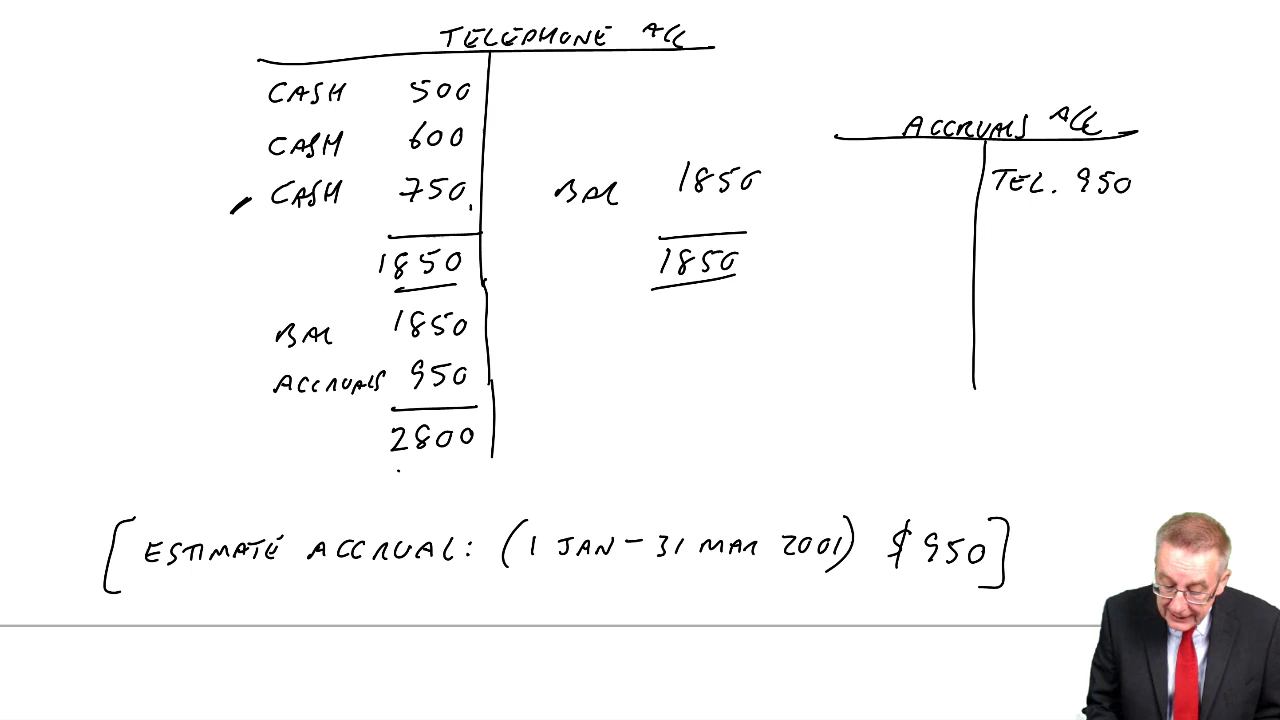 TELEPHONE A/C
CASH 500
CASH 600
CASH 750 BAL 1850
1850 1850
BAL 1850
ACCRUALS 950
2800
ACCRUALS A/C
TEL. 950
[ESTIMATE ACCRUAL: (1 JAN - 31 MAR 2001) $950]